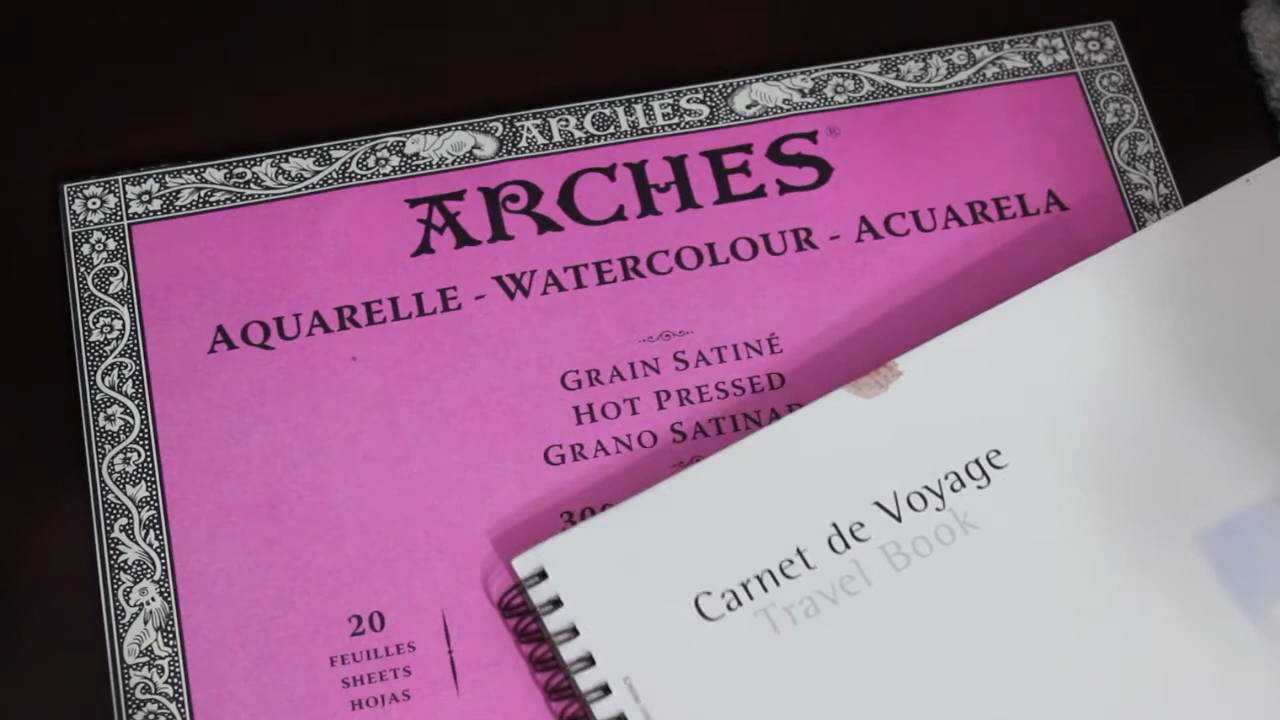 ARCHES
ARCHES®
AQUARELLE - WATERCOLOUR - ACUARELA
GRAIN SATINÉ
HOT PRESSED
GRANO SATINAD
300
20
FEUILLES
SHEETS
HOJAS
Carnet de Voyage
Travel Book